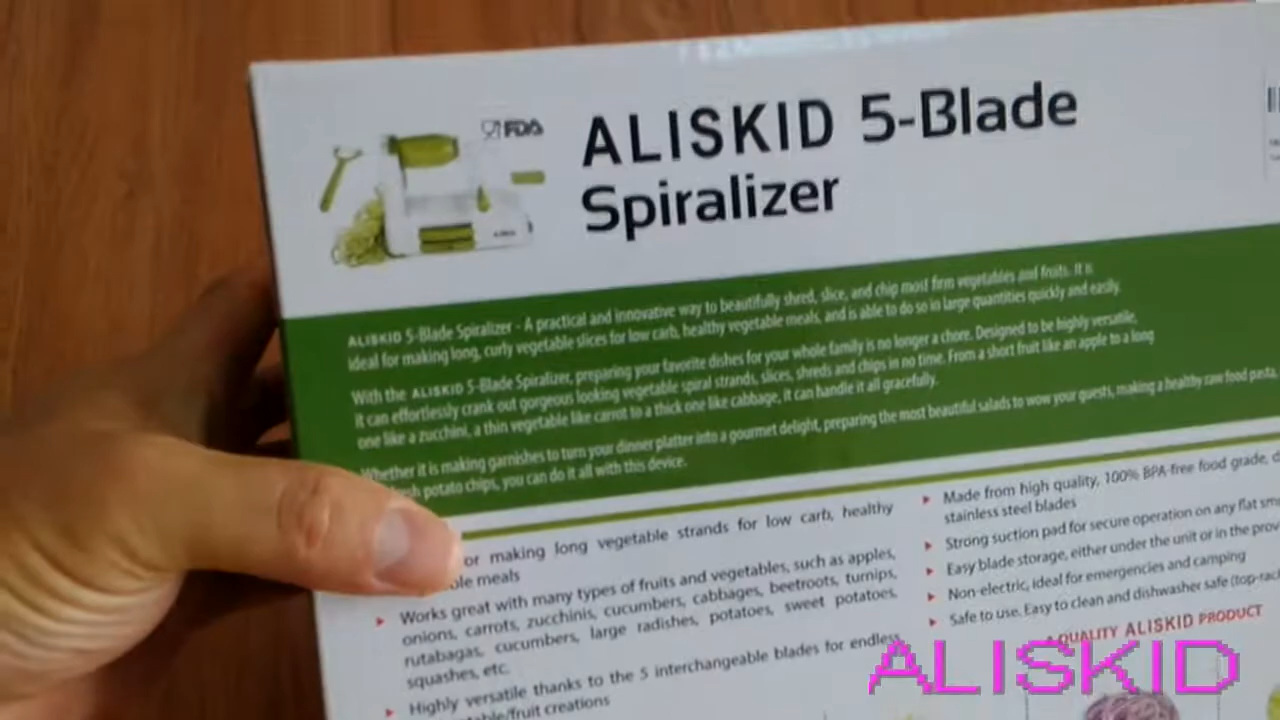 FDA
ALISKID 5-Blade
Spiralizer
ALISKID 5-Blade Spiralizer - A practical and innovative way to beautifully shred, slice, and chip most firm vegetables and fruits. It is
ideal for making long, curly vegetable slices for low carb, healthy vegetable meals, and is able to do so in large quantities quickly and easily.
With the ALISKID 5-Blade Spiralizer, preparing your favorite dishes for your whole family is no longer a chore. Designed to be highly versatile,
it can effortlessly crank out gorgeous looking vegetable spiral strands, slices, shreds and chips in no time. From a short fruit like an apple to a long
one like a zucchini, a thin vegetable like carrot to a thick one like cabbage, it can handle it all gracefully.
Whether it is making garnishes to turn your dinner platter into a gourmet delight, preparing the most beautiful salads to wow your guests, making a healthy raw food pasta
potato chips, you can do it all with this device.
or making long vegetable strands for low carb, healthy
meals
Works great with many types of fruits and vegetables, such as apples,
onions, carrots, zucchinis, cucumbers, cabbages, beetroots, turnips,
rutabagas, cucumbers, large radishes, potatoes, sweet potatoes,
squashes, etc.
Highly versatile thanks to the 5 interchangeable blades for endless
table/fruit creations
Made from high quality, 100% BPA-free food grade,
stainless steel blades
Strong suction pad for secure operation on any flat
Easy blade storage, either under the unit or in the
Non-electric, ideal for emergencies and camping
Safe to use. Easy to clean and dishwasher safe
A QUALITY ALISKID PRODUCT
ALISKID